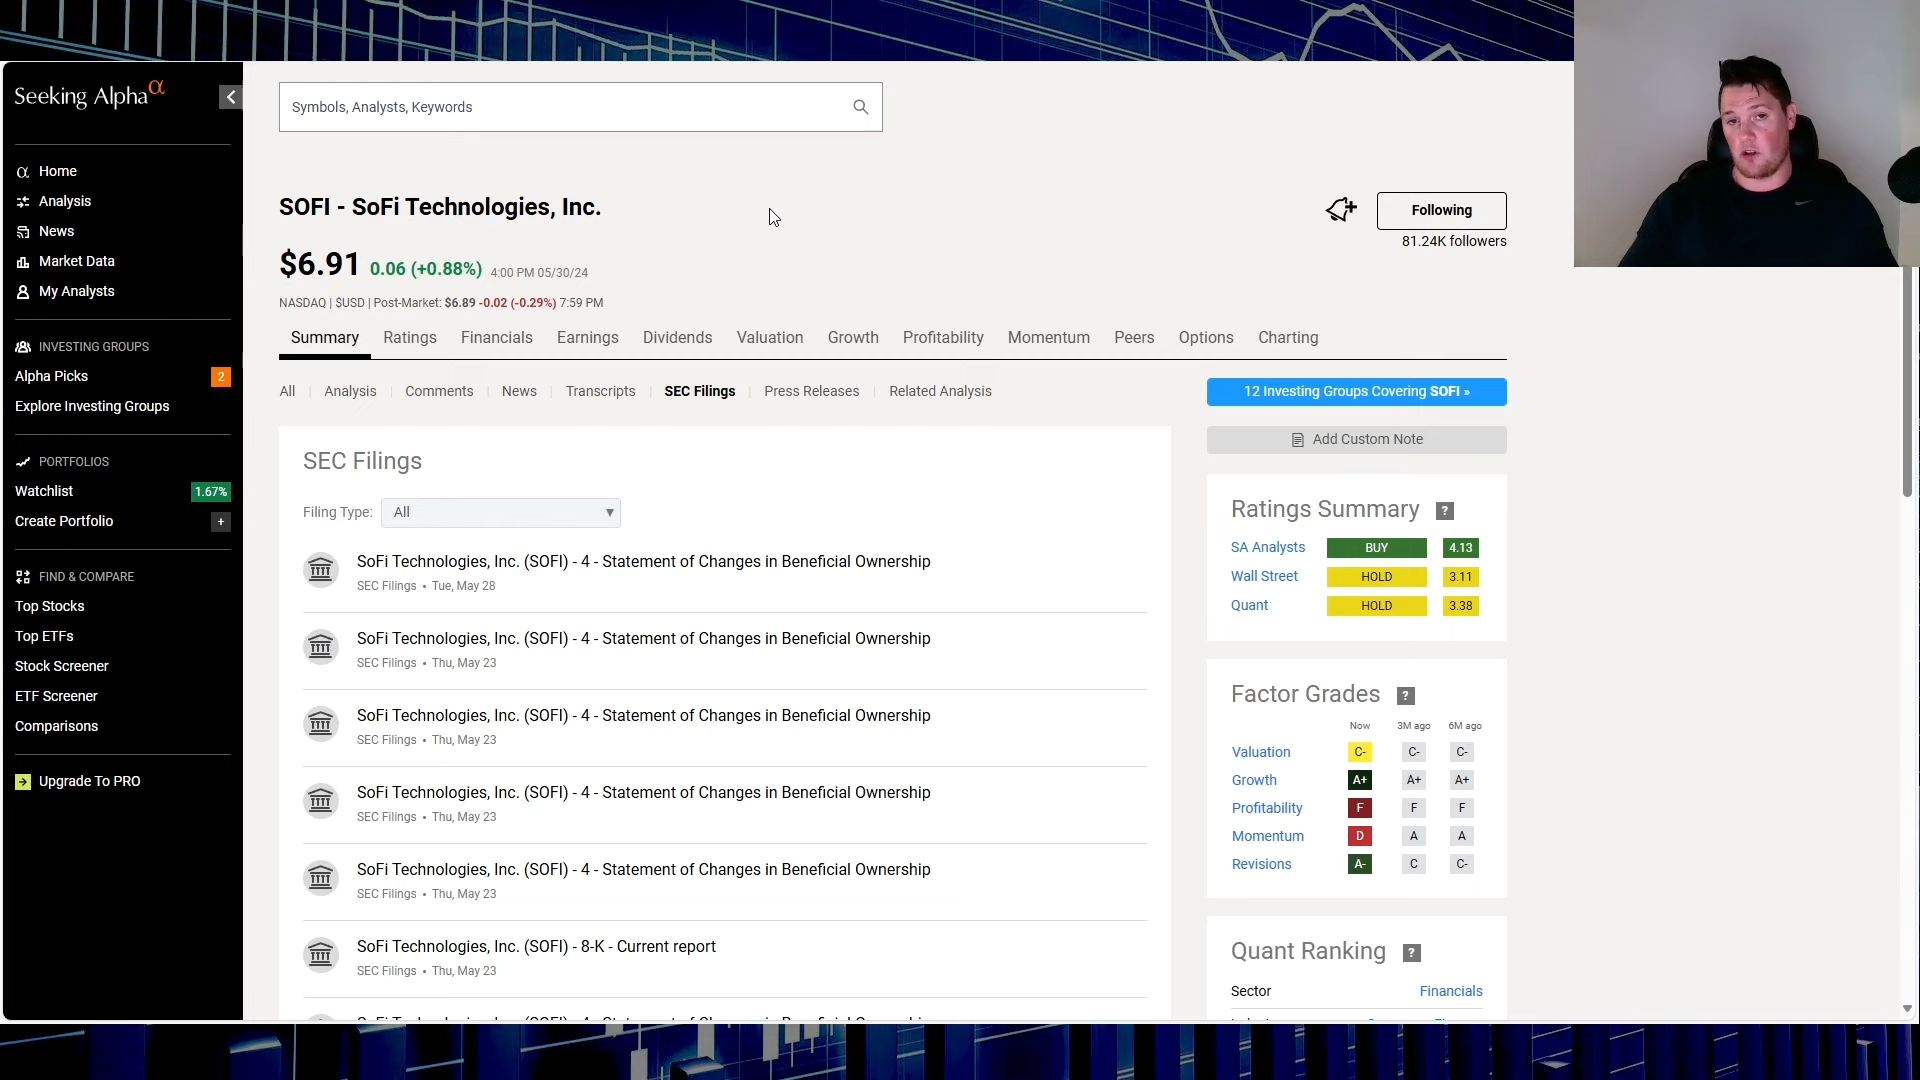 Seeking Alpha α
Home
Analysis
News
Market Data
My Analysts
INVESTING GROUPS
Alpha Picks 2
Explore Investing Groups
PORTFOLIOS
Watchlist 1.67%
Create Portfolio +
FIND & COMPARE
Top Stocks
Top ETFs
Stock Screener
ETF Screener
Comparisons
Upgrade To PRO
Symbols, Analysts, Keywords
SOFI - SoFi Technologies, Inc.
Following
81.24K followers
$6.91 0.06 (+0.88%) 4:00 PM 05/30/24
NASDAQ | $USD | Post-Market: $6.89 -0.02 (-0.29%) 7:59 PM
Summary Ratings Financials Earnings Dividends Valuation Growth Profitability Momentum Peers Options Charting
All | Analysis | Comments | News | Transcripts | SEC Filings | Press Releases | Related Analysis
SEC Filings
Filing Type: All
SoFi Technologies, Inc. (SOFI) - 4 - Statement of Changes in Beneficial Ownership
SEC Filings • Tue, May 28
SoFi Technologies, Inc. (SOFI) - 4 - Statement of Changes in Beneficial Ownership
SEC Filings • Thu, May 23
SoFi Technologies, Inc. (SOFI) - 4 - Statement of Changes in Beneficial Ownership
SEC Filings • Thu, May 23
SoFi Technologies, Inc. (SOFI) - 4 - Statement of Changes in Beneficial Ownership
SEC Filings • Thu, May 23
SoFi Technologies, Inc. (SOFI) - 4 - Statement of Changes in Beneficial Ownership
SEC Filings • Thu, May 23
SoFi Technologies, Inc. (SOFI) - 8-K - Current report
SEC Filings • Thu, May 23
12 Investing Groups Covering SOFI »
Add Custom Note
Ratings Summary ?
SA Analysts BUY 4.13
Wall Street HOLD 3.11
Quant HOLD 3.38
Factor Grades ?
Now 3M ago 6M ago
Valuation C- C- C-
Growth A+ A+ A+
Profitability F F F
Momentum D A A
Revisions A- C C-
Quant Ranking ?
Sector Financials